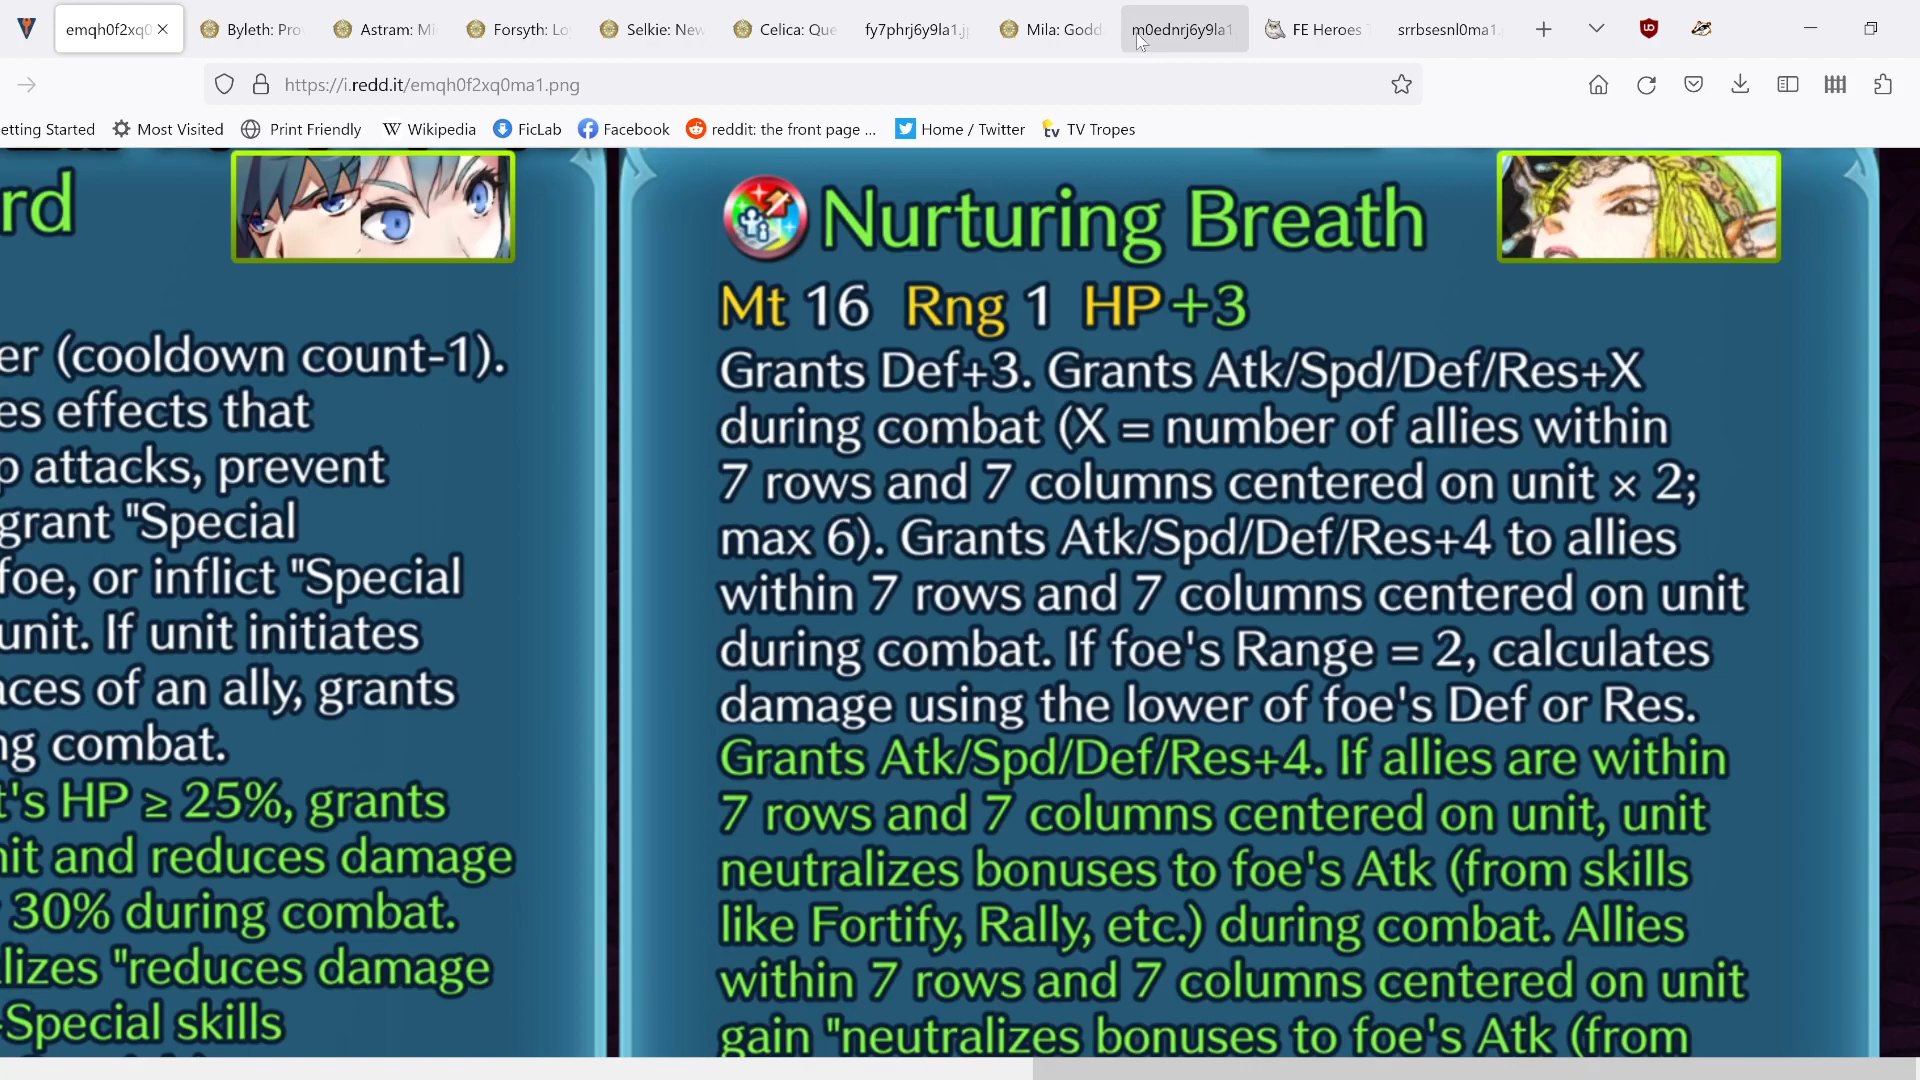 emqh0f2xq0
Byleth: Pro
Astram: Mi
Forsyth: Lo
Selkie: New
Celica: Que
fy7phrj6y9la1.j
Mila: Godd
m0ednrj6y9la1
FE Heroes
srrbsesnl0ma1.
https://i.redd.it/emqh0f2xq0ma1.png
etting Started
Most Visited
Print Friendly
W Wikipedia
FicLab
Facebook
reddit: the front page ...
Home / Twitter
tv TV Tropes
rd
er (cooldown count-1).
es effects that
p attacks, prevent
grant "Special
foe, or inflict "Special
unit. If unit initiates
aces of an ally, grants
ng combat.
t's HP ≥ 25%, grants
nit and reduces damage
30% during combat.
lizes "reduces damage
-Special skills
Nurturing Breath
Mt 16 Rng 1 HP+3
Grants Def+3. Grants Atk/Spd/Def/Res+X
during combat (X = number of allies within
7 rows and 7 columns centered on unit × 2;
max 6). Grants Atk/Spd/Def/Res+4 to allies
within 7 rows and 7 columns centered on unit
during combat. If foe's Range = 2, calculates
damage using the lower of foe's Def or Res.
Grants Atk/Spd/Def/Res+4. If allies are within
7 rows and 7 columns centered on unit, unit
neutralizes bonuses to foe's Atk (from skills
like Fortify, Rally, etc.) during combat. Allies
within 7 rows and 7 columns centered on unit
gain "neutralizes bonuses to foe's Atk (from